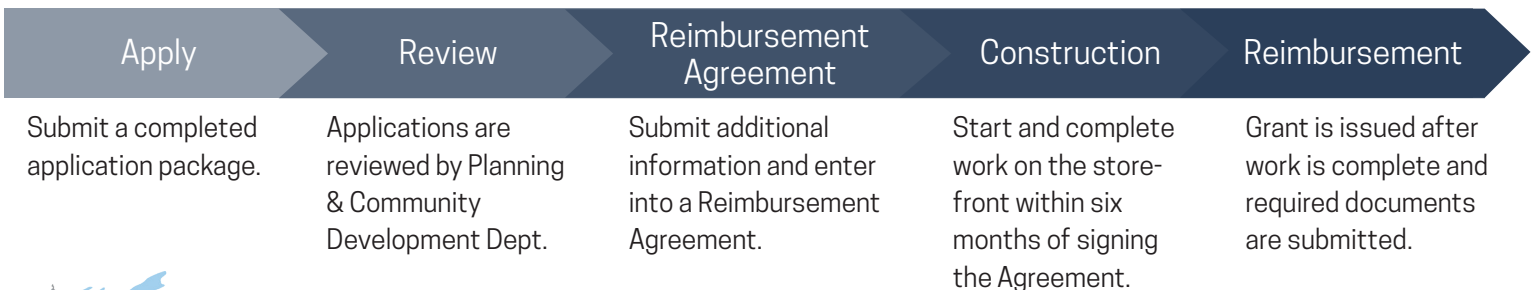 Apply
Review
Reimbursement
Agreement
Construction
Reimbursement
Submit a completed
application package.
Applications are
reviewed by Planning
& Community
Development Dept.
Submit additional
information and enter
into a Reimbursement
Agreement.
Start and complete
work on the store-
front within six
months of signing
the Agreement.
Grant is issued after
work is complete and
required documents
are submitted.